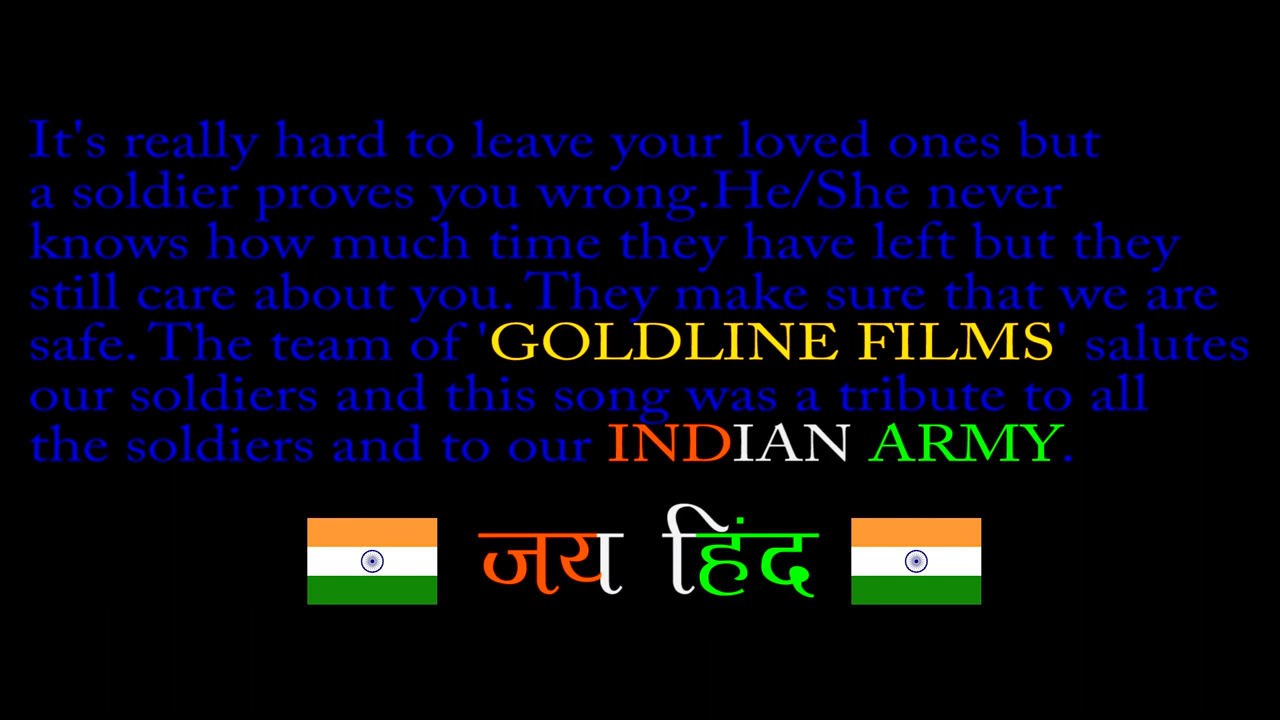 It's really hard to leave your loved ones but
a soldier proves you wrong.He/She never
knows how much time they have left but they
still care about you. They make sure that we are
safe. The team of 'GOLDLINE FILMS' salutes
our soldiers and this song was a tribute to all
the soldiers and to our INDIAN ARMY.
जय हिंद